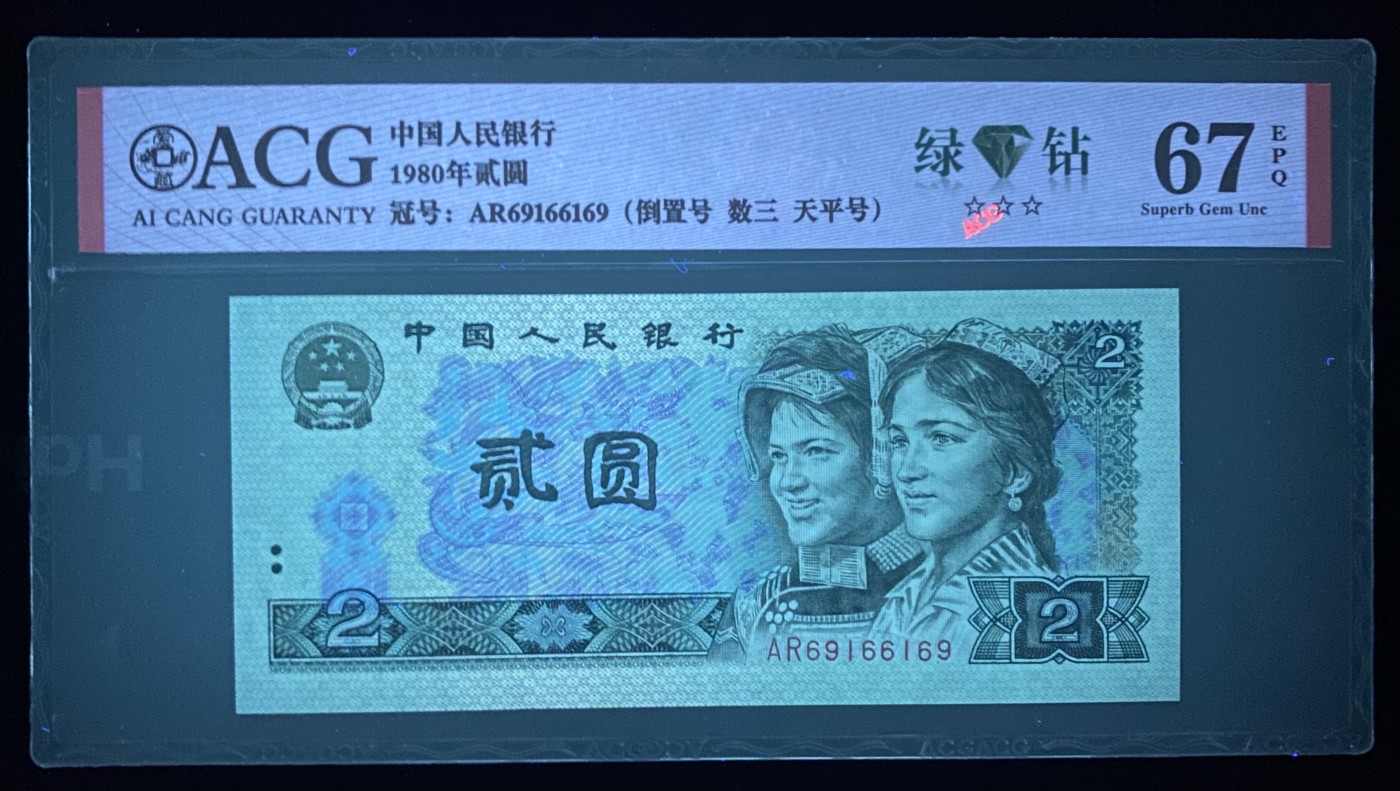 ACG
中国人民银行
1980年贰圆
AI CANG GUARANTY
冠号：AR69166169（倒置号 数三 天平号）
绿 钻
☆☆☆
ACG
67
EPQ
Superb Gem Unc
中国人民银行
2
贰圆
2
AR69166169
2
PH